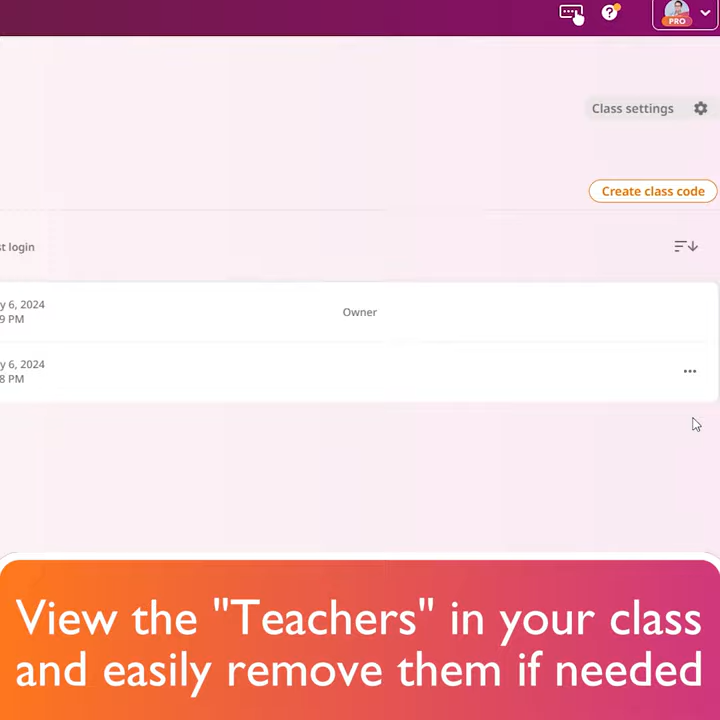 ?
PRO
Class settings
Create class code
t login
y 6, 2024
9 PM
Owner
y 6, 2024
8 PM
View the "Teachers" in your class
and easily remove them if needed